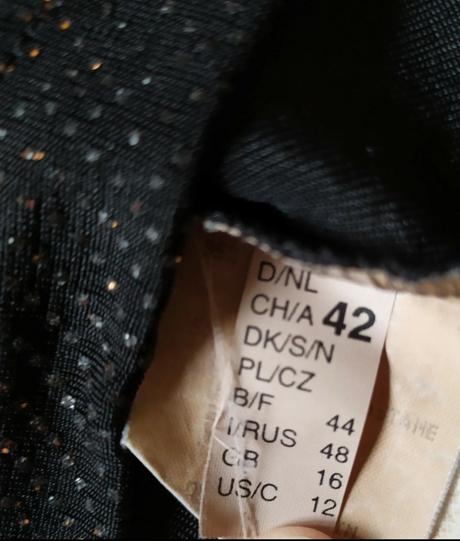 D/NL
CH/A 42
DK/S/N
PL/CZ
B/F 44
I/RUS 48
GB 16
US/C 12